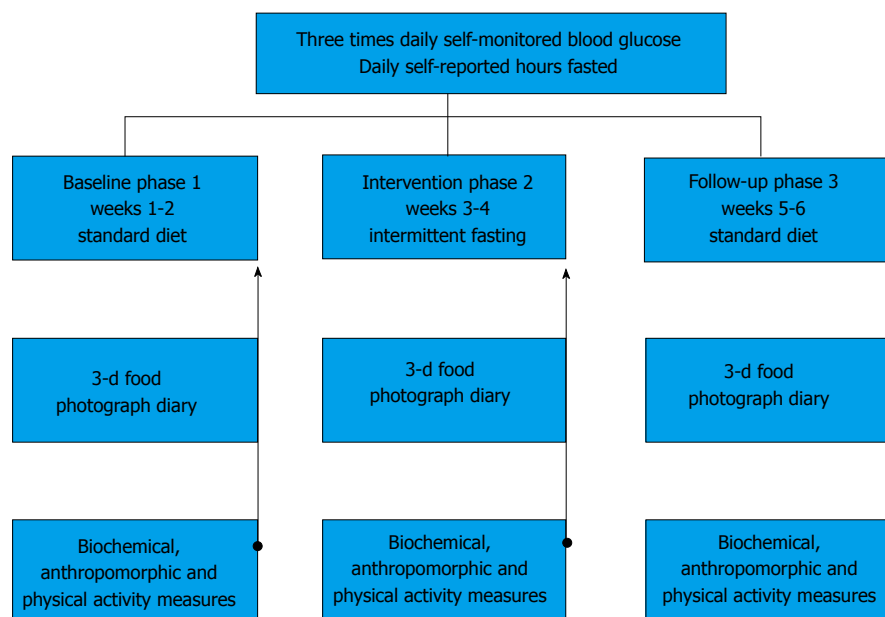 Three times daily self-monitored blood glucose
Daily self-reported hours fasted
Baseline phase 1
weeks 1-2
standard diet
Intervention phase 2
weeks 3-4
intermittent fasting
Follow-up phase 3
weeks 5-6
standard diet
3-d food
photograph diary
3-d food
photograph diary
3-d food
photograph diary
Biochemical,
anthropomorphic and
physical activity measures
Biochemical,
anthropomorphic and
physical activity measures
Biochemical,
anthropomorphic and
physical activity measures